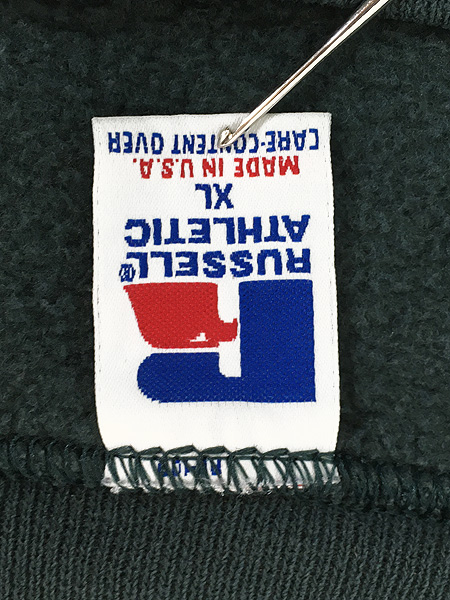 RUSSELL®
ATHLETIC
XL
MADE IN U.S.A.
CARE-CONTENT OVER